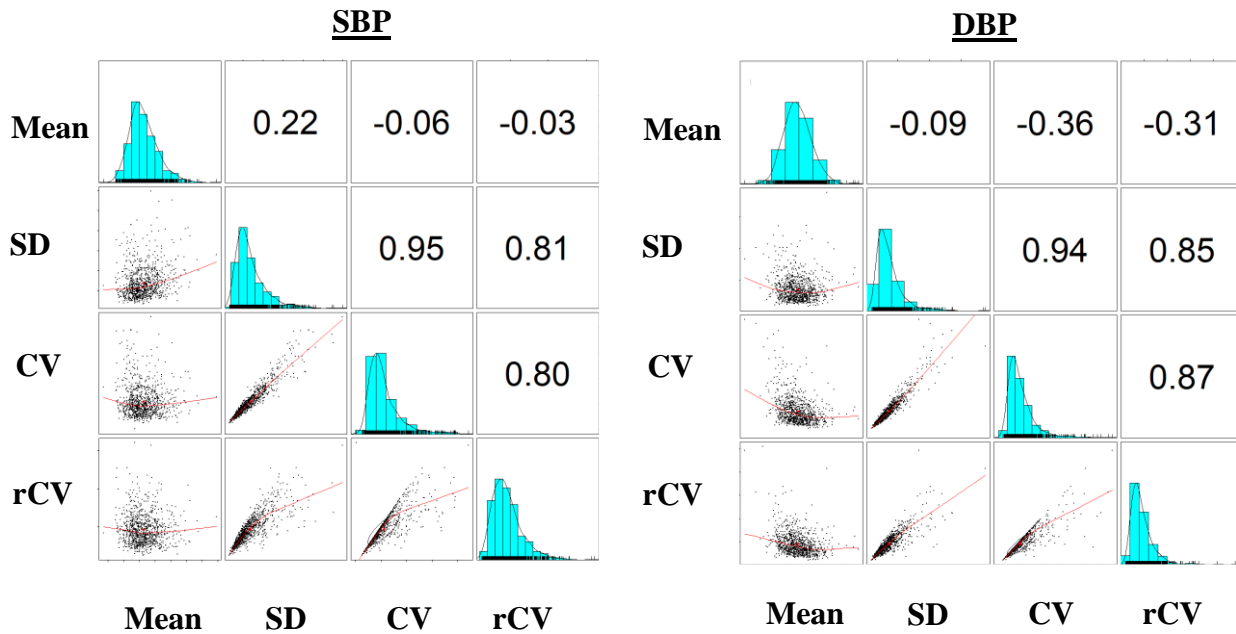 SBP DBP
Mean 0.22 -0.06 -0.03 Mean -0.09 -0.36 -0.31
SD 0.95 0.81 SD 0.94 0.85
CV 0.80 CV 0.87
rCV rCV
Mean SD CV rCV Mean SD CV rCV